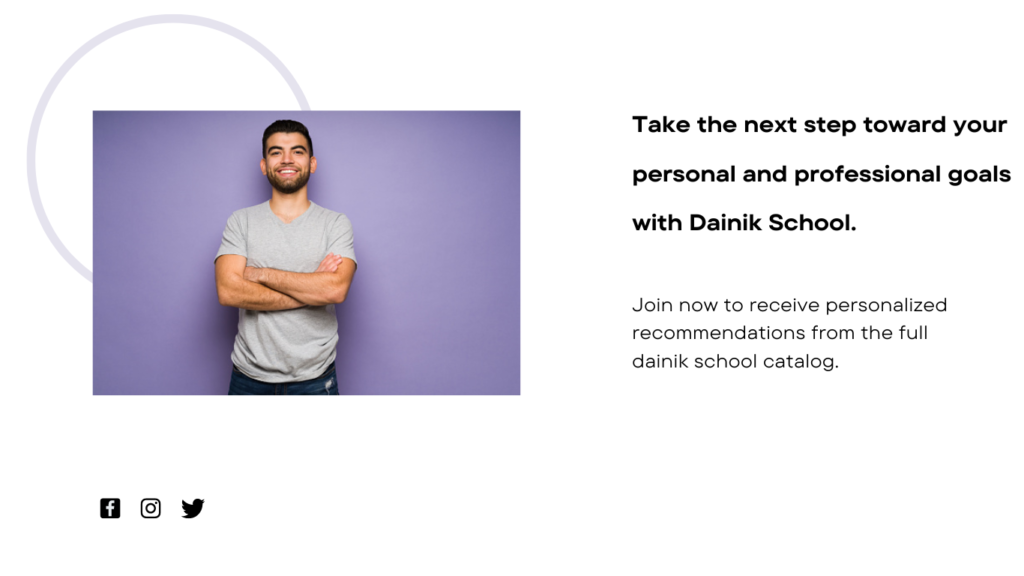 Take the next step toward your
personal and professional goals
with Dainik School.
Join now to receive personalized
recommendations from the full
dainik school catalog.